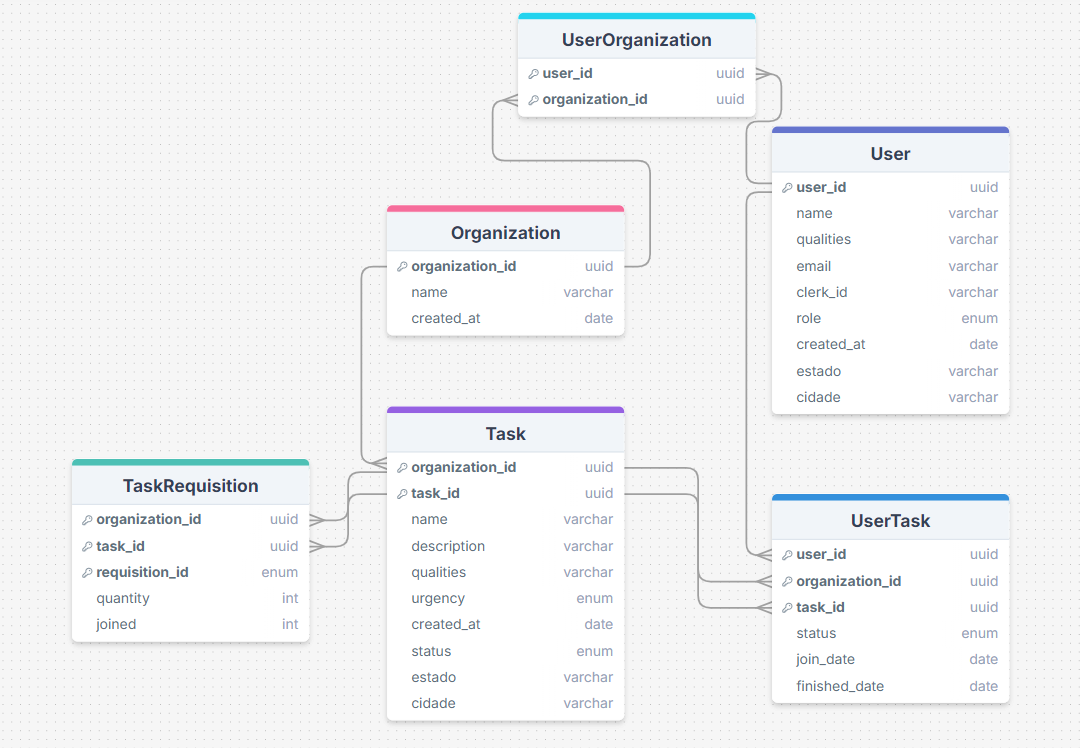 UserOrganization
user_id uuid
organization_id uuid
User
user_id uuid
name varchar
qualities varchar
email varchar
clerk_id varchar
role enum
created_at date
estado varchar
cidade varchar
Organization
organization_id uuid
name varchar
created_at date
Task
organization_id uuid
task_id uuid
name varchar
description varchar
qualities varchar
urgency enum
created_at date
status enum
estado varchar
cidade varchar
TaskRequisition
organization_id uuid
task_id uuid
requisition_id enum
quantity int
joined int
UserTask
user_id uuid
organization_id uuid
task_id uuid
status enum
join_date date
finished_date date